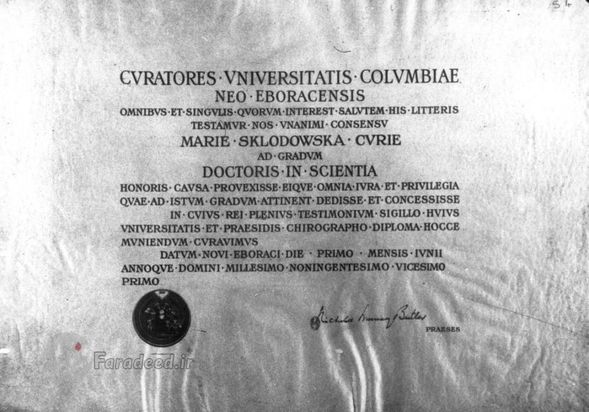 54
CVRATORES · VNIVERSITATIS · COLVMBIAE
NEO · EBORACENSIS
OMNIBVS · ET · SINGVLIS · QVORVM · INTEREST · SALVTEM · HIS · LITTERIS
TESTAMVR · NOS · VNANIMI · CONSENSV
MARIE · SKLODOWSKA · CVRIE
AD · GRADVM
DOCTORIS · IN · SCIENTIA
HONORIS · CAVSA · PROVEXISSE · EIQVE · OMNIA · IVRA · ET · PRIVILEGIA
QVAE · AD · ISTVM · GRADVM · ATTINENT · DEDISSE · ET · CONCESSISSE
IN · CVIVS · REI · PLENIVS · TESTIMONIVM · SIGILLO · HVIVS
VNIVERSITATIS · ET · PRAESIDIS · CHIROGRAPHO · DIPLOMA · HOCCE
MVNIENDVM · CVRAVIMVS
DATVM · NOVI · EBORACI · DIE · PRIMO · MENSIS · IVNII
ANNOQVE · DOMINI · MILLESIMO · NONINGENTESIMO · VICESIMO
PRIMO
Nicholas Murray Butler
PRAESES
Faradeed.ir